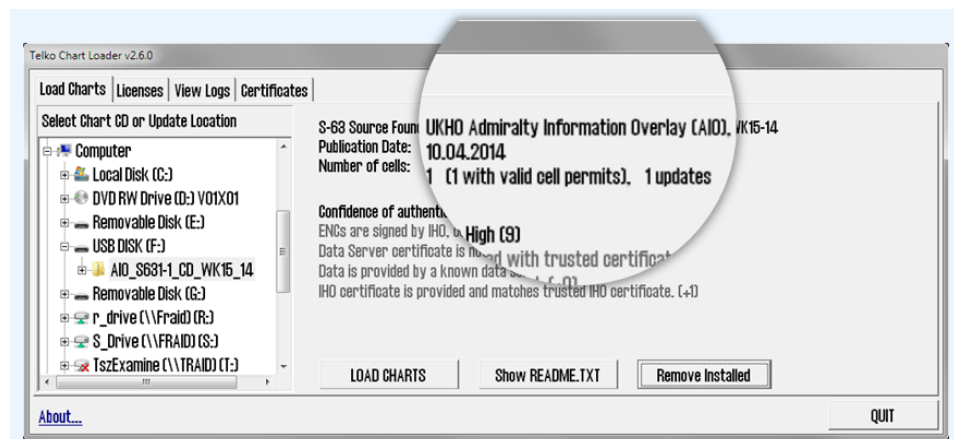 Telko Chart Loader v2.6.0
Load Charts Licenses View Logs Certificates
Select Chart CD or Update Location
Computer
Local Disk (C:)
DVD RW Drive (D:) V01X01
Removable Disk (E:)
USB DISK (F:)
AIO_S631-1_CD_WK15_14
Removable Disk (G:)
r_drive (\\Fraid) (R:)
S_Drive (\\FRAID) (S:)
TszExamine (\\TRAID) (T:)
S-63 Source Foun UKHO Admiralty Information Overlay (AIO), WK15-14
Publication Date: 10.04.2014
Number of cells: 1 (1 with valid cell permits), 1 updates
Confidence of authenti High (9)
ENCs are signed by IHO,
Data Server certificate is no ed with trusted certificat
Data is provided by a known data
IHO certificate is provided and matches trusted IHO certificate. (+1)
LOAD CHARTS Show README.TXT Remove Installed
About... QUIT